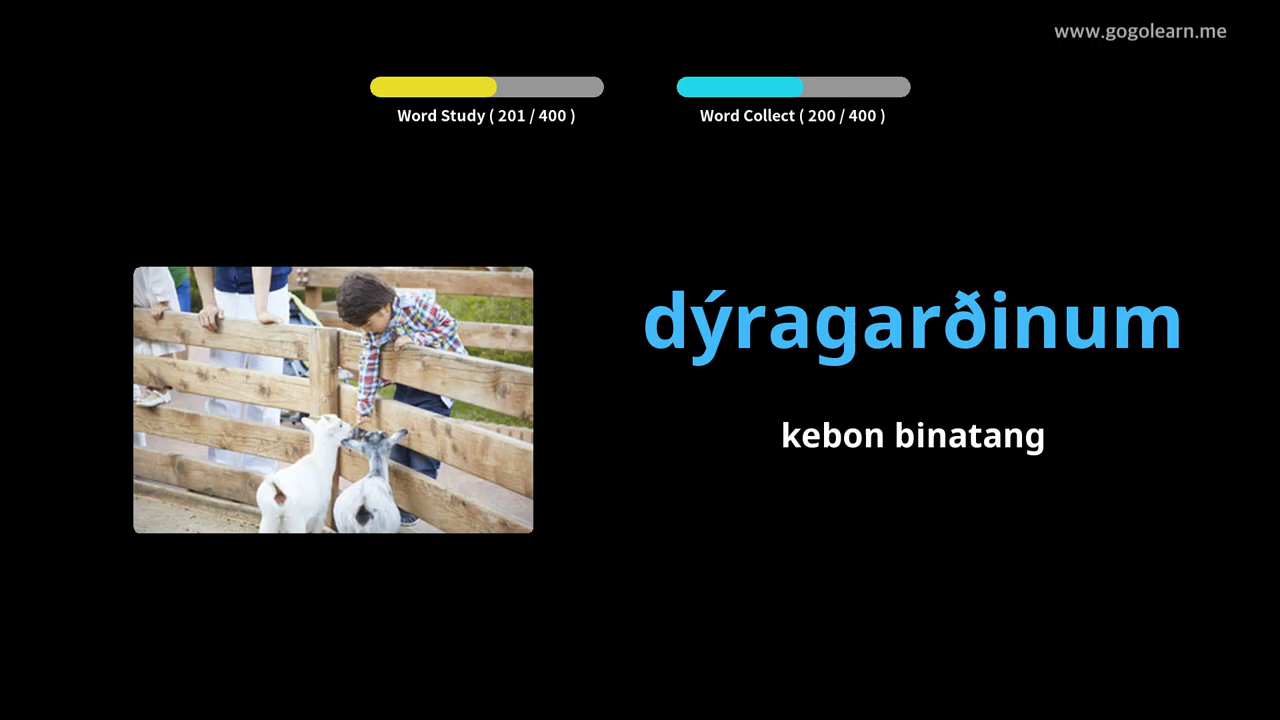 www.gogolearn.me
Word Study ( 201 / 400 )
Word Collect ( 200 / 400 )
dýragarðinum
kebon binatang